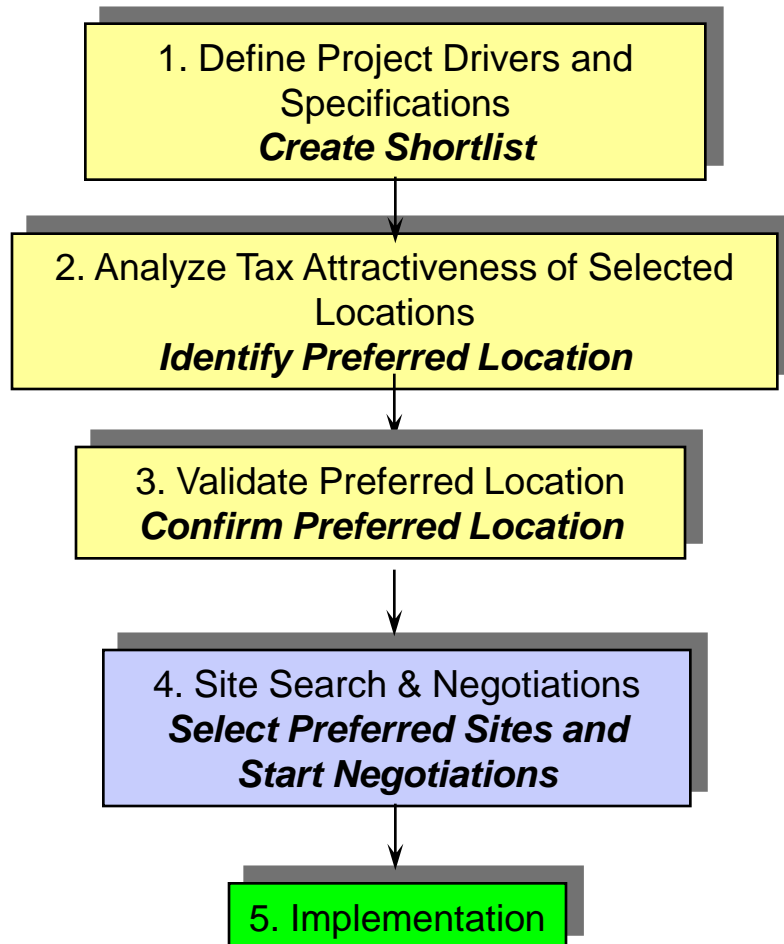 1. Define Project Drivers and
Specifications
Create Shortlist
2. Analyze Tax Attractiveness of Selected
Locations
Identify Preferred Location
3. Validate Preferred Location
Confirm Preferred Location
4. Site Search & Negotiations
Select Preferred Sites and
Start Negotiations
5. Implementation